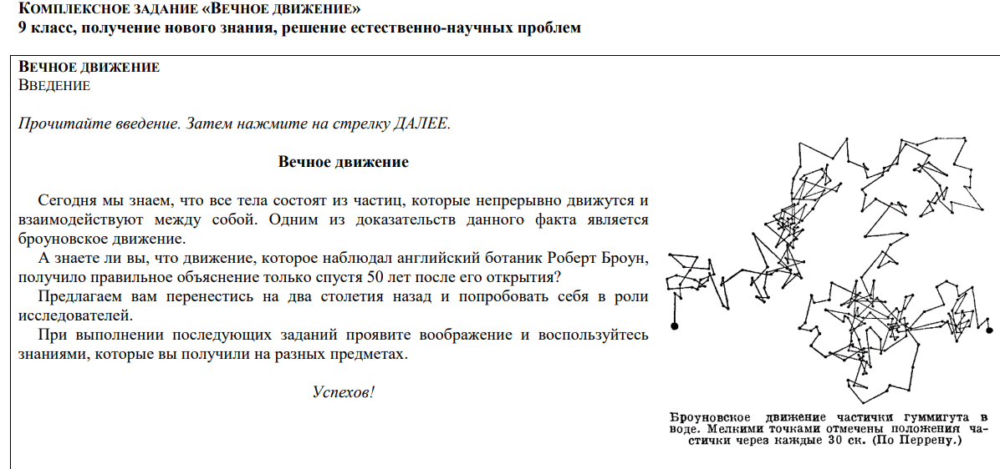 КОМПЛЕКСНОЕ ЗАДАНИЕ «ВЕЧНОЕ ДВИЖЕНИЕ»
9 класс, получение нового знания, решение естественно-научных проблем
ВЕЧНОЕ ДВИЖЕНИЕ
ВВЕДЕНИЕ
Прочитайте введение. Затем нажмите на стрелку ДАЛЕЕ.
Вечное движение
Сегодня мы знаем, что все тела состоят из частиц, которые непрерывно движутся и
взаимодействуют между собой. Одним из доказательств данного факта является
броуновское движение.
А знаете ли вы, что движение, которое наблюдал английский ботаник Роберт Броун,
получило правильное объяснение только спустя 50 лет после его открытия?
Предлагаем вам перенестись на два столетия назад и попробовать себя в роли
исследователей.
При выполнении последующих заданий проявите воображение и воспользуйтесь
знаниями, которые вы получили на разных предметах.
Успехов!
Броуновское движение частички гуммигута в
воде. Мелкими точками отмечены положения ча-
стички через каждые 30 ск. (По Перрену.)